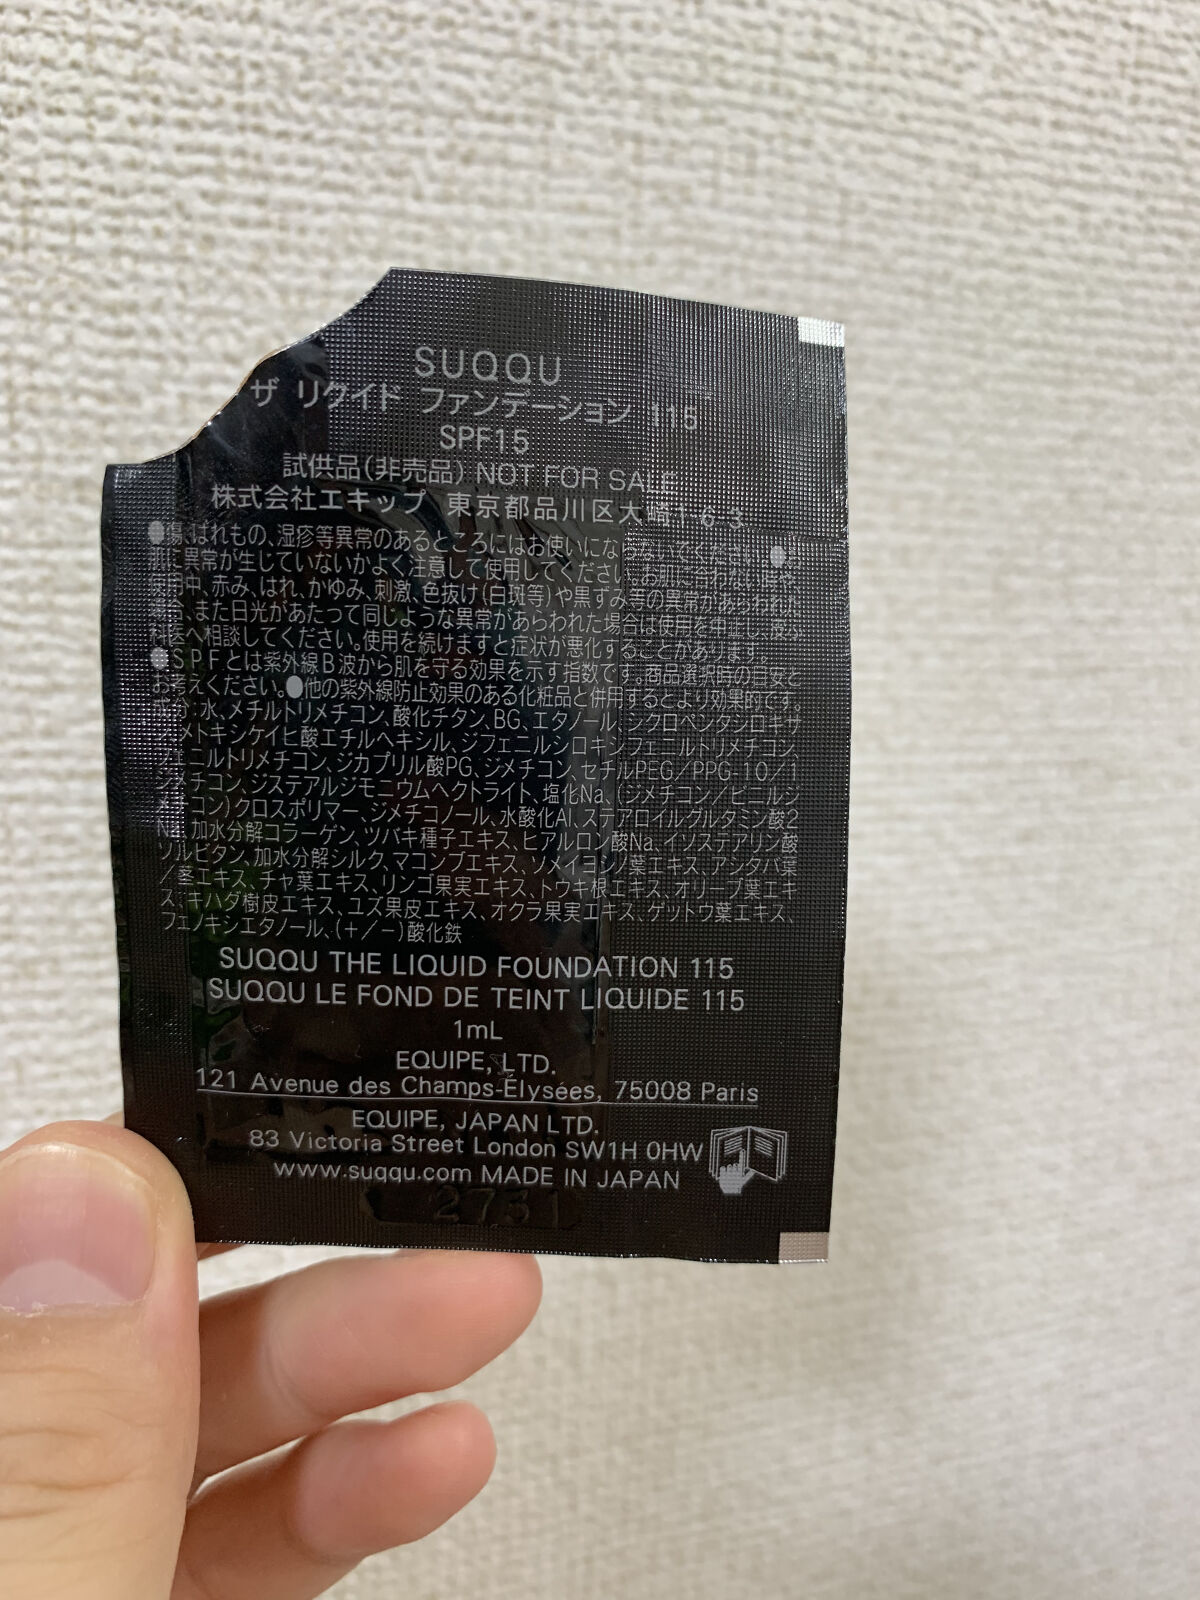 SUQQU
ザ リクイド ファンデーション 115
SPF15
試供品(非売品) NOT FOR SALE
株式会社エキップ 東京都品川区大崎1-6-3
●傷、はれもの、湿疹等異常のあるところにはお使いにならないでください。●お
肌に異常が生じていないかよく注意して使用してください。お肌に合わない時や、
使用中、赤み、はれ、かゆみ、刺激、色抜け(白斑等)や黒ずみ等の異常があらわれた
場合、また日光があたって同じような異常があらわれた場合は使用を中止し、皮ふ
科医へ相談してください。使用を続けますと症状が悪化することがあります。
●SPFとは紫外線B波から肌を守る効果を示す指数です。商品選択時の目安と
お考えください。●他の紫外線防止効果のある化粧品と併用するとより効果的です。
成分:水、メチルトリメチコン、酸化チタン、BG、エタノール、シクロペンタシロキサ
ン、メトキシケイヒ酸エチルヘキシル、ジフェニルシロキシフェニルトリメチコン、
フェニルトリメチコン、ジカプリル酸PG、ジメチコン、セチルPEG/PPG-10/1
ジメチコン、ジステアルジモニウムヘクトライト、塩化Na、(ジメチコン/ビニルジ
メチコン)クロスポリマー、ジメチコノール、水酸化Al、ステアロイルグルタミン酸2
Na、加水分解コラーゲン、ツバキ種子エキス、ヒアルロン酸Na、イソステアリン酸
ソルビタン、加水分解シルク、マコンブエキス、ソメイヨシノ葉エキス、アシタバ葉
/茎エキス、チャ葉エキス、リンゴ果実エキス、トウキ根エキス、オリーブ葉エキ
ス、キハダ樹皮エキス、ユズ果皮エキス、オクラ果実エキス、ゲットウ葉エキス、
フェノキシエタノール、(+/-)酸化鉄
SUQQU THE LIQUID FOUNDATION 115
SUQQU LE FOND DE TEINT LIQUIDE 115
1mL
EQUIPE, LTD.
121 Avenue des Champs-Élysées, 75008 Paris
EQUIPE, JAPAN LTD.
83 Victoria Street London SW1H 0HW
www.suqqu.com MADE IN JAPAN
2731